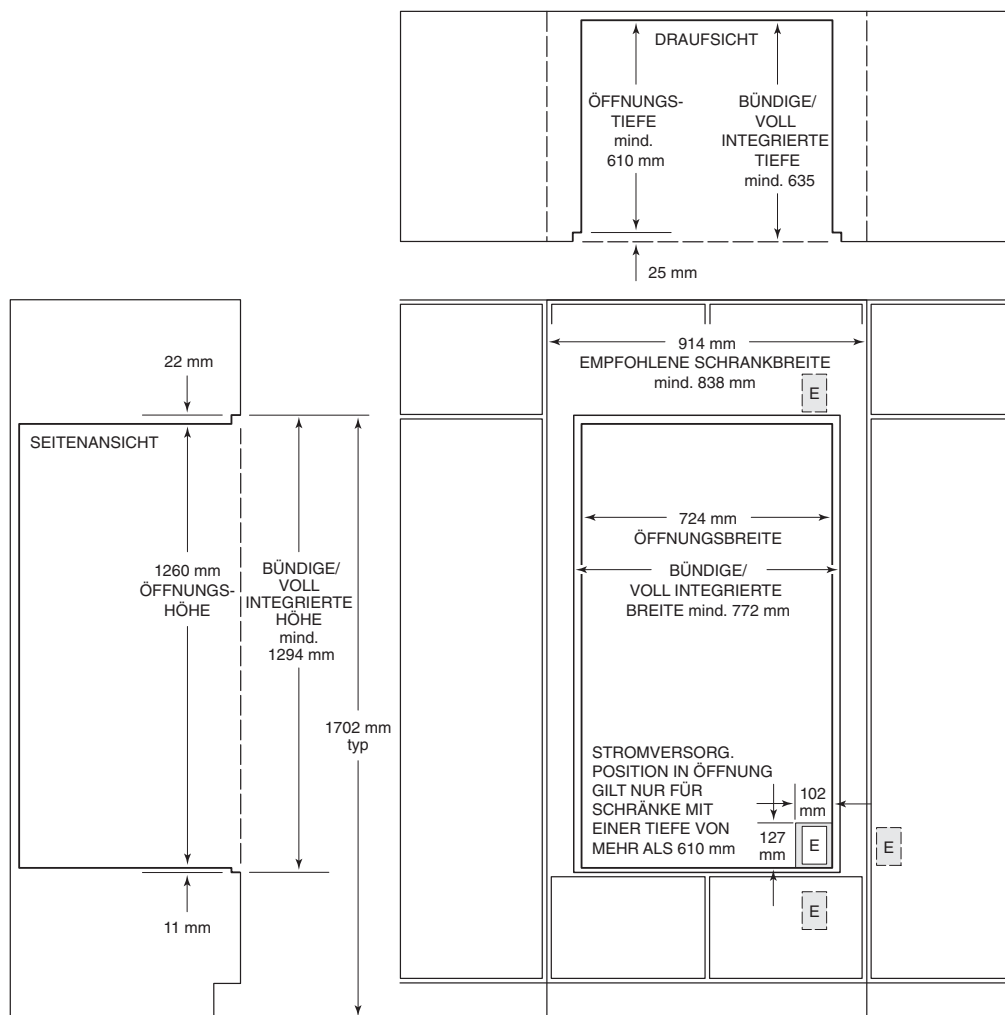 DRAUFSICHT
ÖFFNUNGS-
TIEFE
mind.
610 mm
BÜNDIGE/
VOLL
INTEGRIERTE
TIEFE
mind. 635
25 mm
22 mm
SEITENANSICHT
1260 mm
ÖFFNUNGS-
HÖHE
BÜNDIGE/
VOLL
INTEGRIERTE
HÖHE
mind.
1294 mm
1702 mm
typ
11 mm
914 mm
EMPFOHLENE SCHRANKBREITE
mind. 838 mm
E
724 mm
ÖFFNUNGSBREITE
BÜNDIGE/
VOLL INTEGRIERTE
BREITE mind. 772 mm
STROMVERSORG.
POSITION IN ÖFFNUNG
GILT NUR FÜR
SCHRÄNKE MIT
EINER TIEFE VON
MEHR ALS 610 mm
102
mm
127
mm
E
E
E